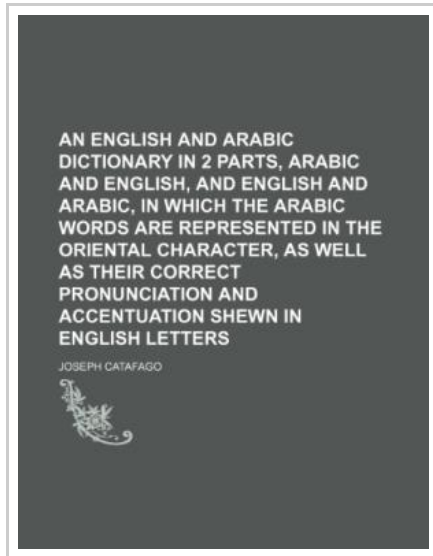 AN ENGLISH AND ARABIC
DICTIONARY IN 2 PARTS, ARABIC
AND ENGLISH, AND ENGLISH AND
ARABIC, IN WHICH THE ARABIC
WORDS ARE REPRESENTED IN THE
ORIENTAL CHARACTER, AS WELL
AS THEIR CORRECT
PRONUNCIATION AND
ACCENTUATION SHEWN IN
ENGLISH LETTERS
JOSEPH CATAFAGO